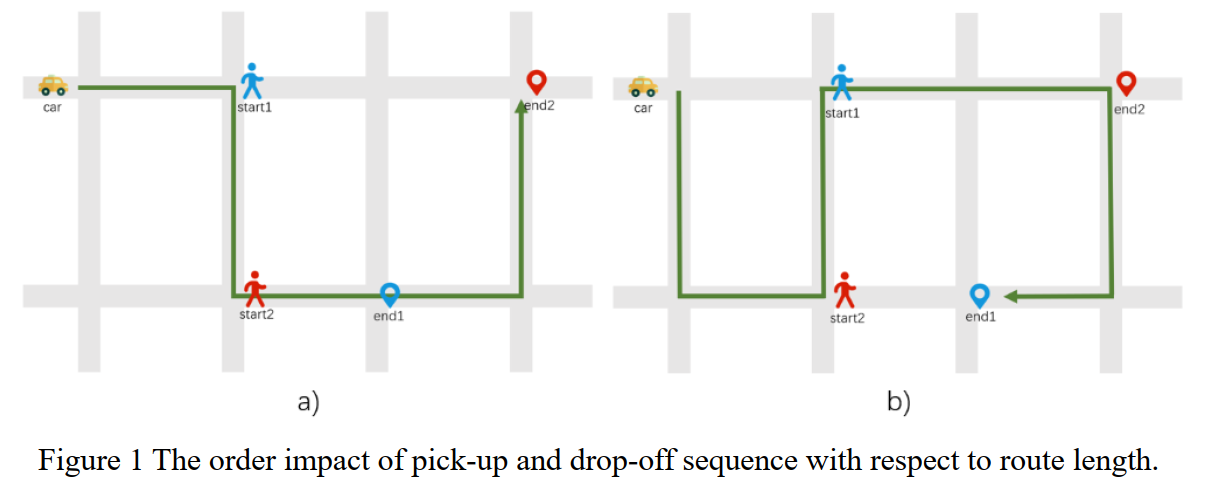 car
start1
end2
start2
end1
a)
car
start1
end2
start2
end1
b)
Figure 1 The order impact of pick-up and drop-off sequence with respect to route length.